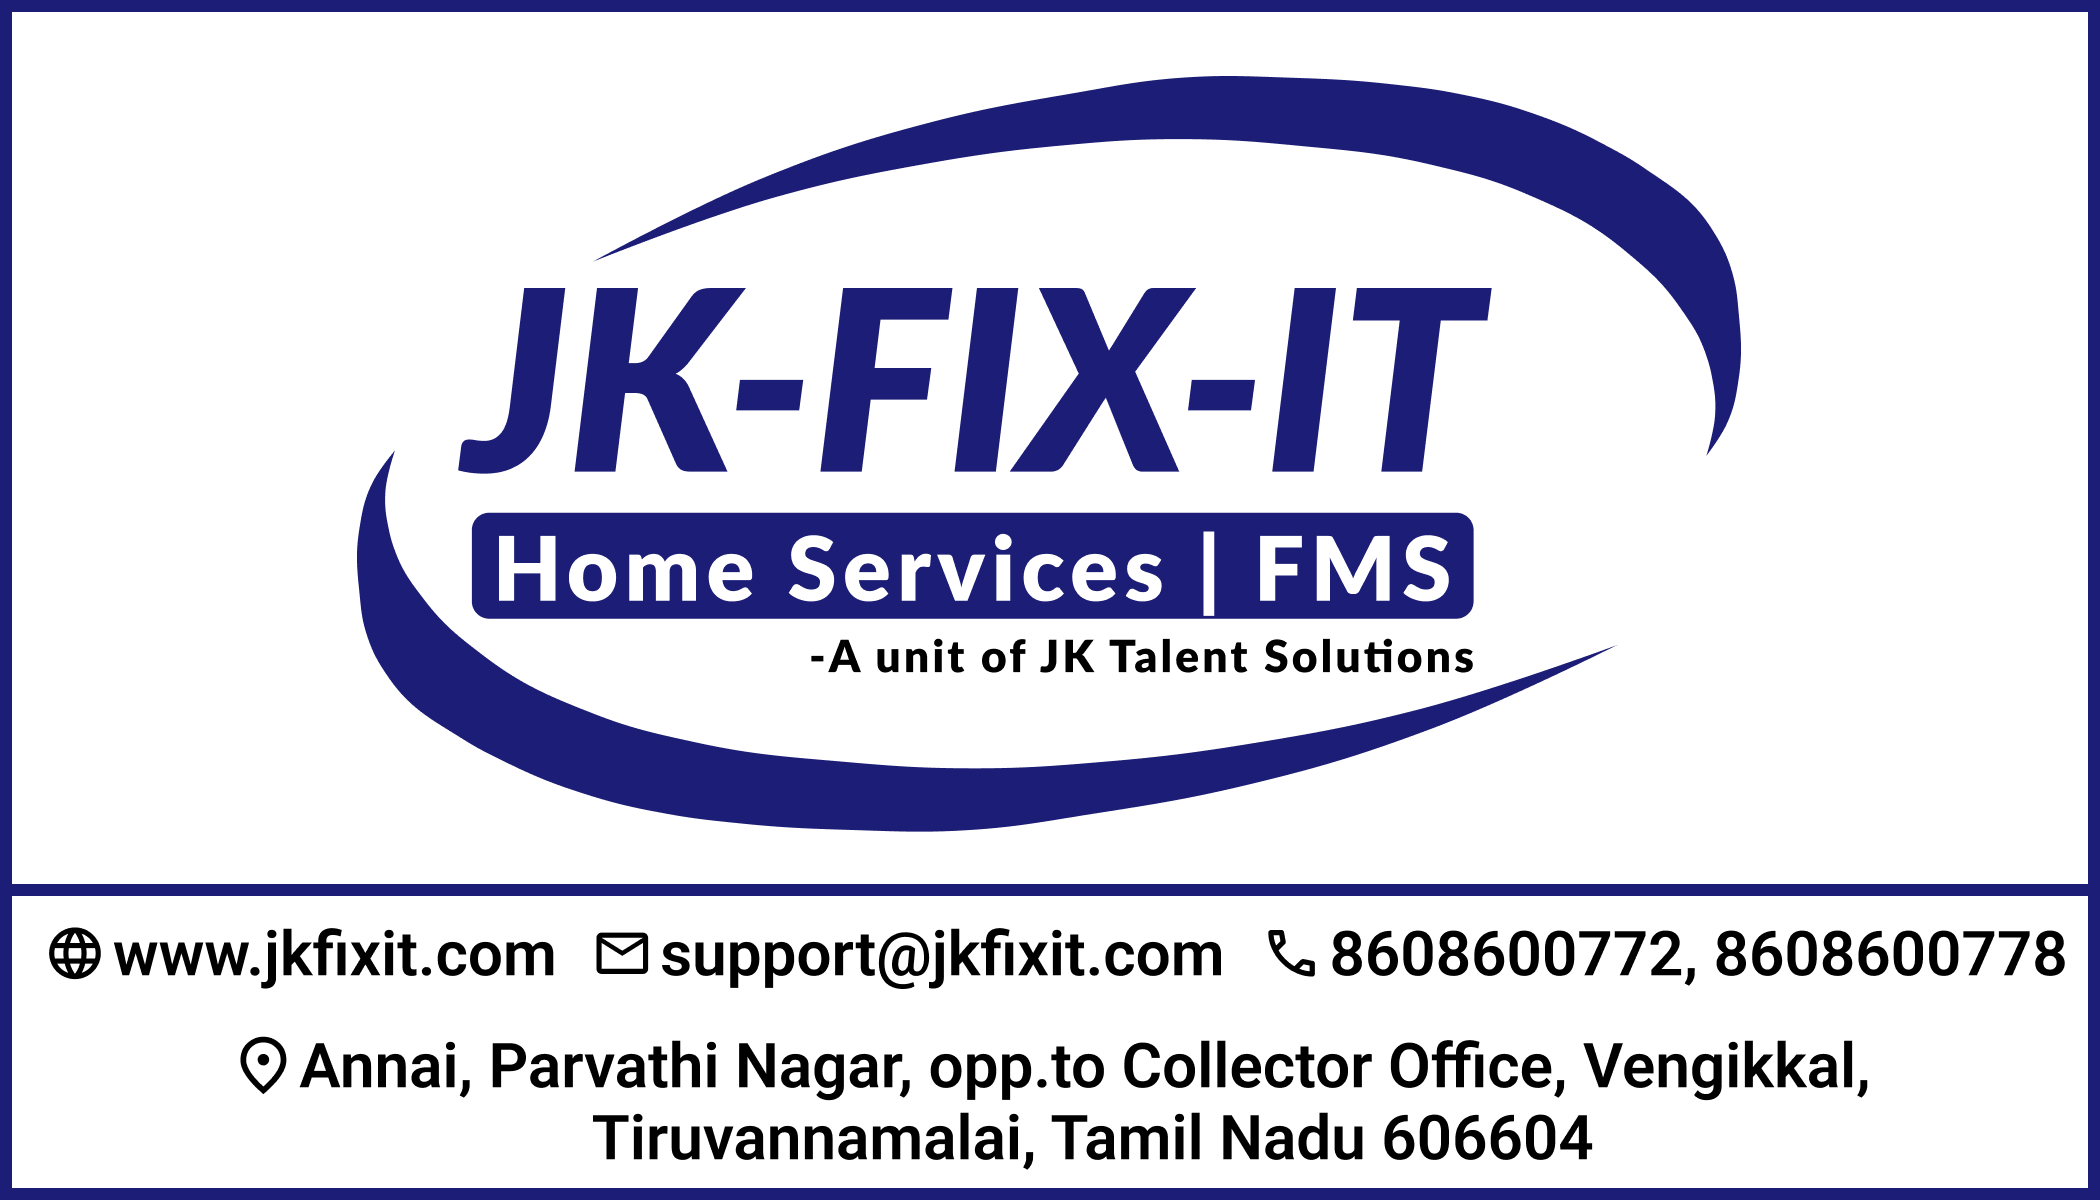 JK-FIX-IT
Home Services | FMS
-A unit of JK Talent Solutions
www.jkfixit.com support@jkfixit.com 8608600772, 8608600778
Annai, Parvathi Nagar, opp.to Collector Office, Vengikkal,
Tiruvannamalai, Tamil Nadu 606604